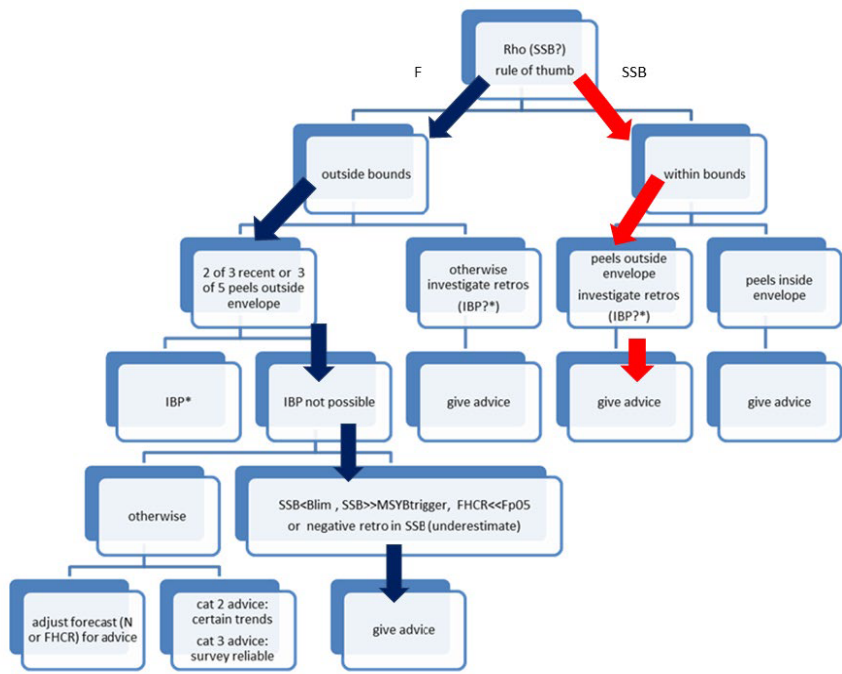 Rho (SSB?)
rule of thumb
F
SSB
outside bounds
within bounds
2 of 3 recent or 3
of 5 peels outside
envelope
otherwise
investigate retros
(IBP?*)
peels outside
envelope
investigate retros
(IBP?*)
peels inside
envelope
IBP*
IBP not possible
give advice
give advice
give advice
otherwise
SSB<Blim , SSB>>MSYBtrigger, FHCR<<Fp05
or negative retro in SSB (underestimate)
adjust forecast (N
or FHCR) for advice
cat 2 advice:
certain trends
cat 3 advice:
survey reliable
give advice